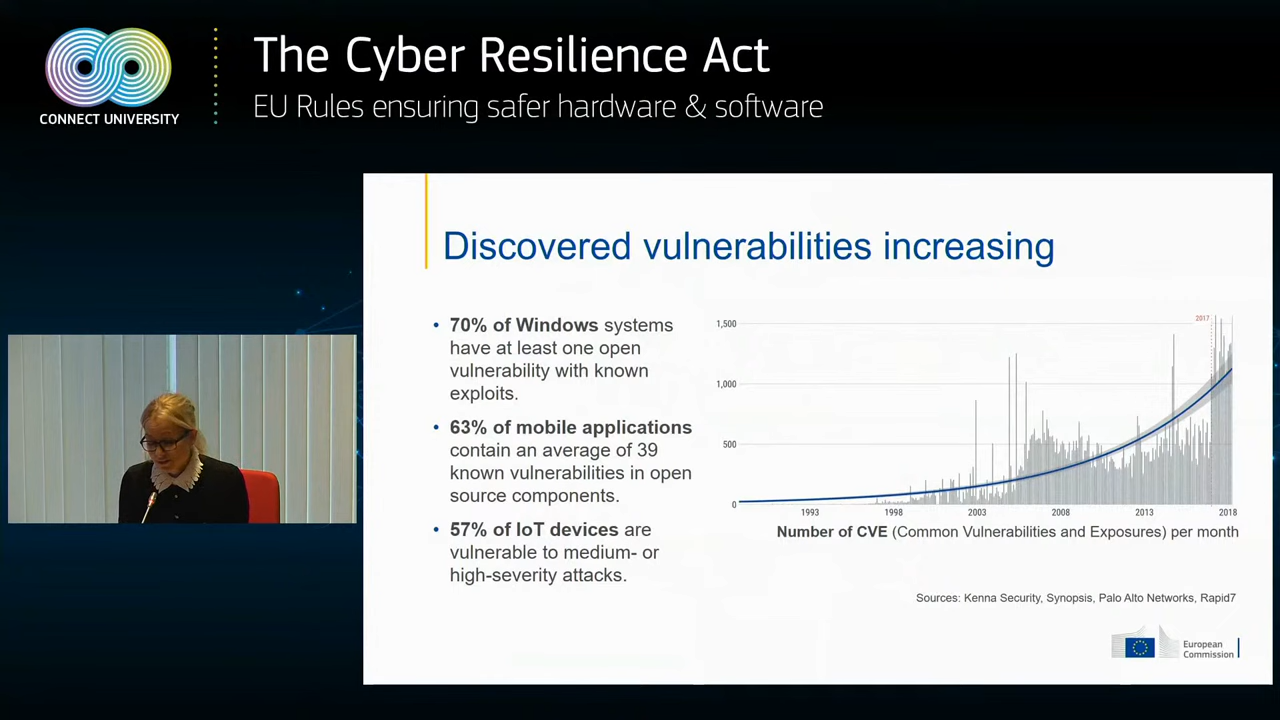 CONNECT UNIVERSITY
The Cyber Resilience Act
EU Rules ensuring safer hardware & software
Discovered vulnerabilities increasing
• 70% of Windows systems
have at least one open
vulnerability with known
exploits.
• 63% of mobile applications
contain an average of 39
known vulnerabilities in open
source components.
• 57% of IoT devices are
vulnerable to medium- or
high-severity attacks.
1,500
1,000
500
0
2017
1993 1998 2003 2008 2013 2018
Number of CVE (Common Vulnerabilities and Exposures) per month
Sources: Kenna Security, Synopsis, Palo Alto Networks, Rapid7
European
Commission